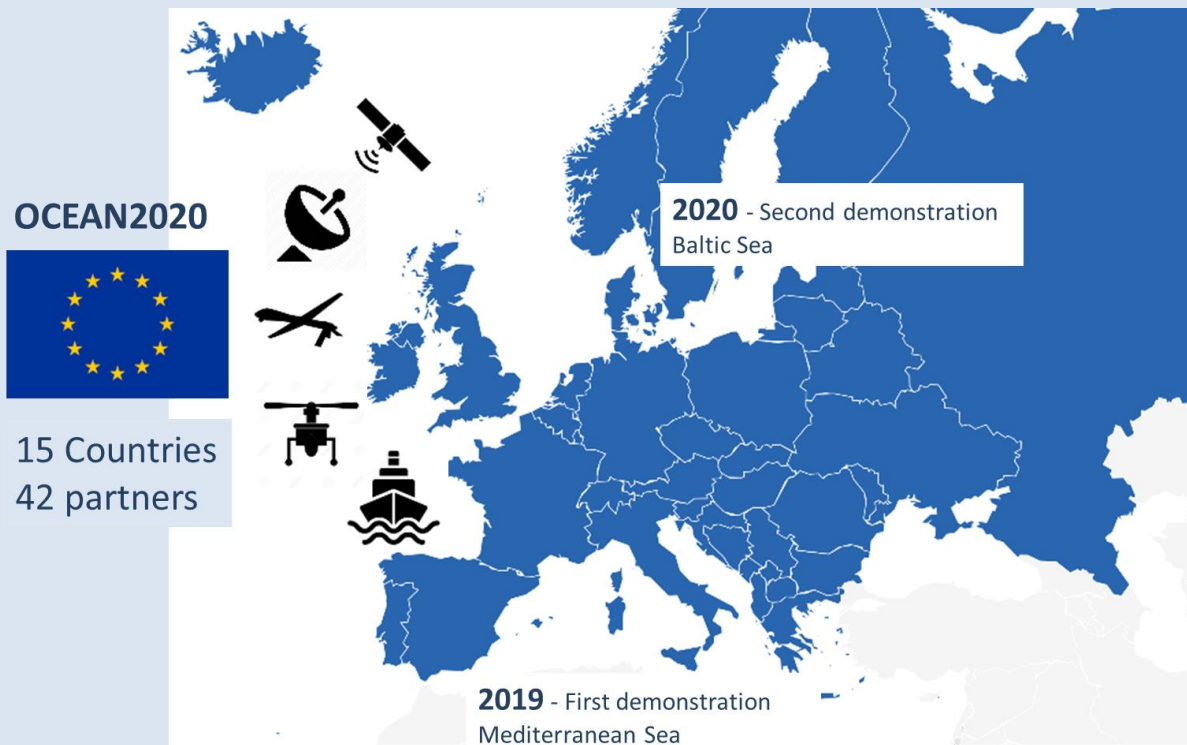 OCEAN2020
15 Countries
42 partners
2020 - Second demonstration
Baltic Sea
2019 - First demonstration
Mediterranean Sea